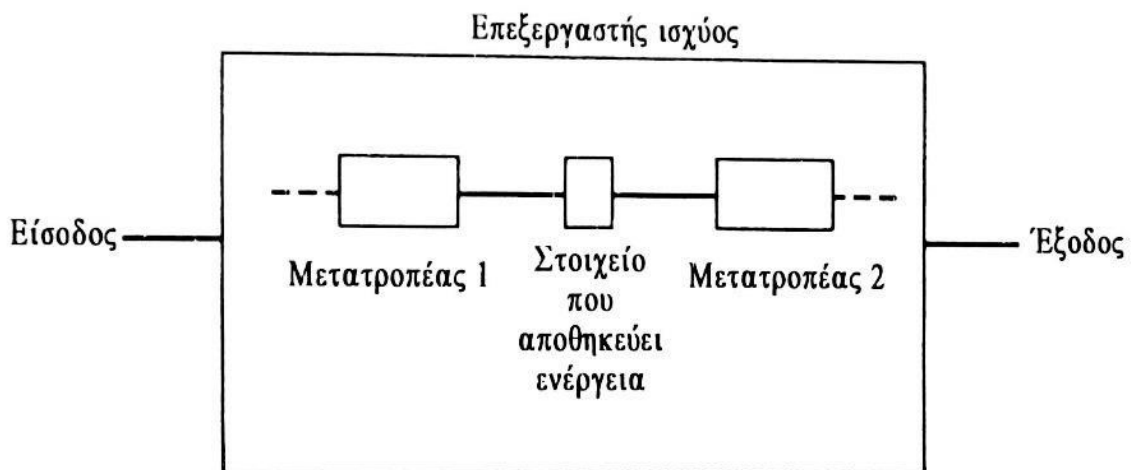 Επεξεργαστής ισχύος
Είσοδος
Μετατροπέας 1
Στοιχείο
που
αποθηκεύει
ενέργεια
Μετατροπέας 2
Έξοδος